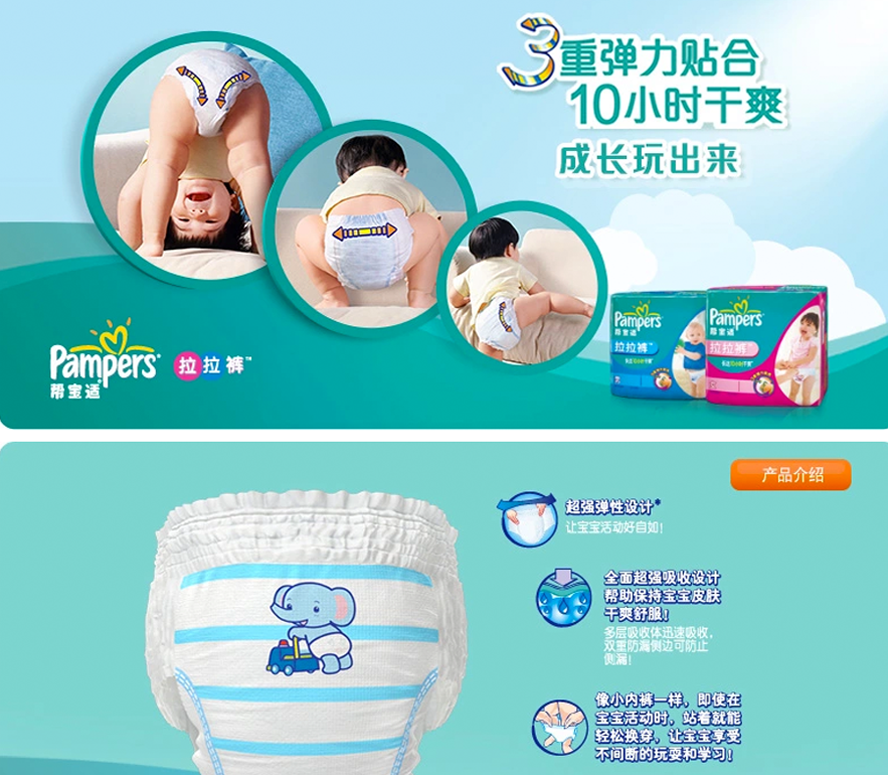 3重弹力贴合
10小时干爽
成长玩出来
Pampers
帮宝适
拉拉裤™
Pampers
帮宝适
拉拉裤
Pampers
帮宝适
拉拉裤
产品介绍
超强弹性设计*
让宝宝活动好自如!
全面超强吸收设计
帮助保持宝宝皮肤
干爽舒服!
多层吸收体迅速吸收,
双重防漏侧边可防止
侧漏!
像小内裤一样，即使在
宝宝活动时，站着就能
轻松换穿，让宝宝享受
不间断的玩耍和学习!